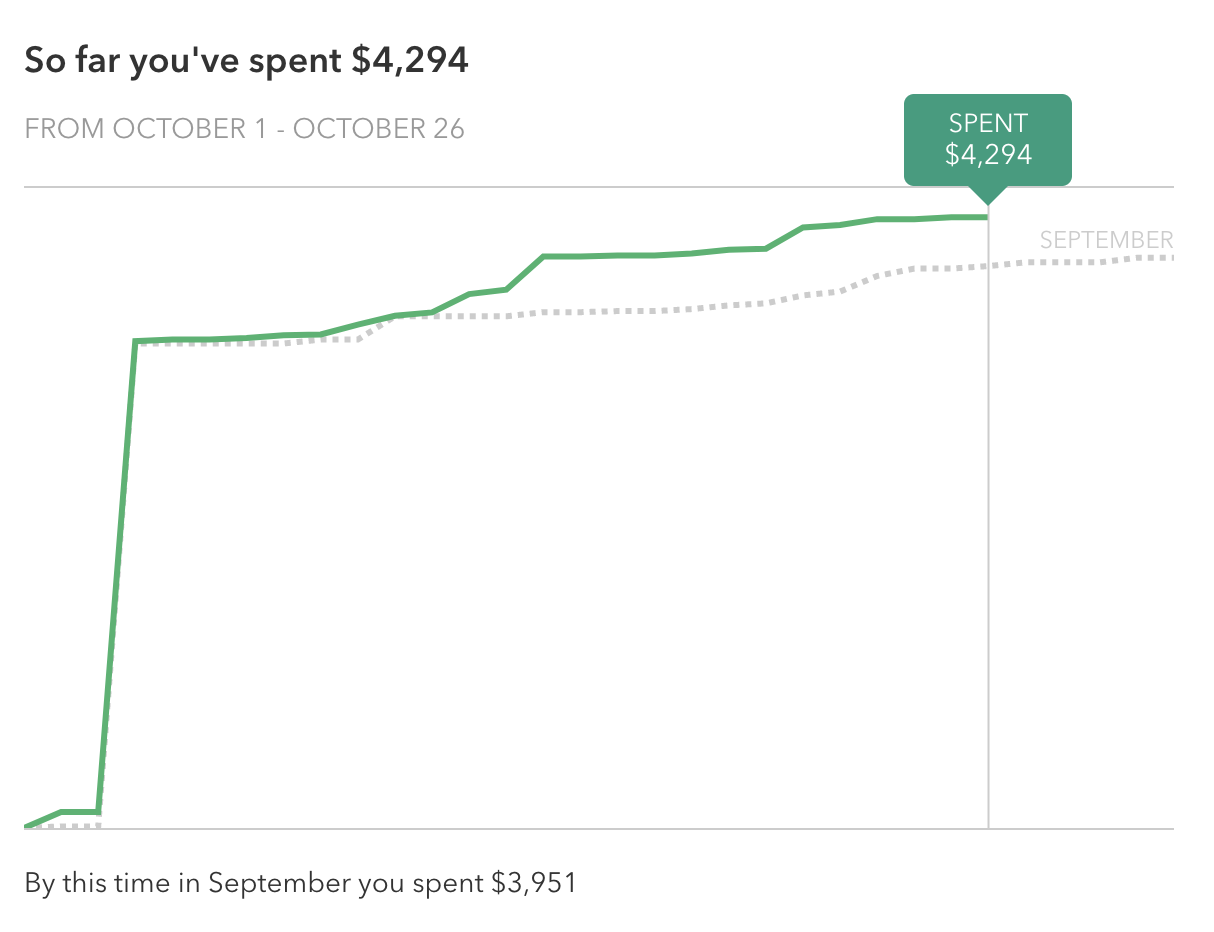 So far you've spent $4,294
FROM OCTOBER 1 - OCTOBER 26
SPENT
$4,294
SEPTEMBER
By this time in September you spent $3,951